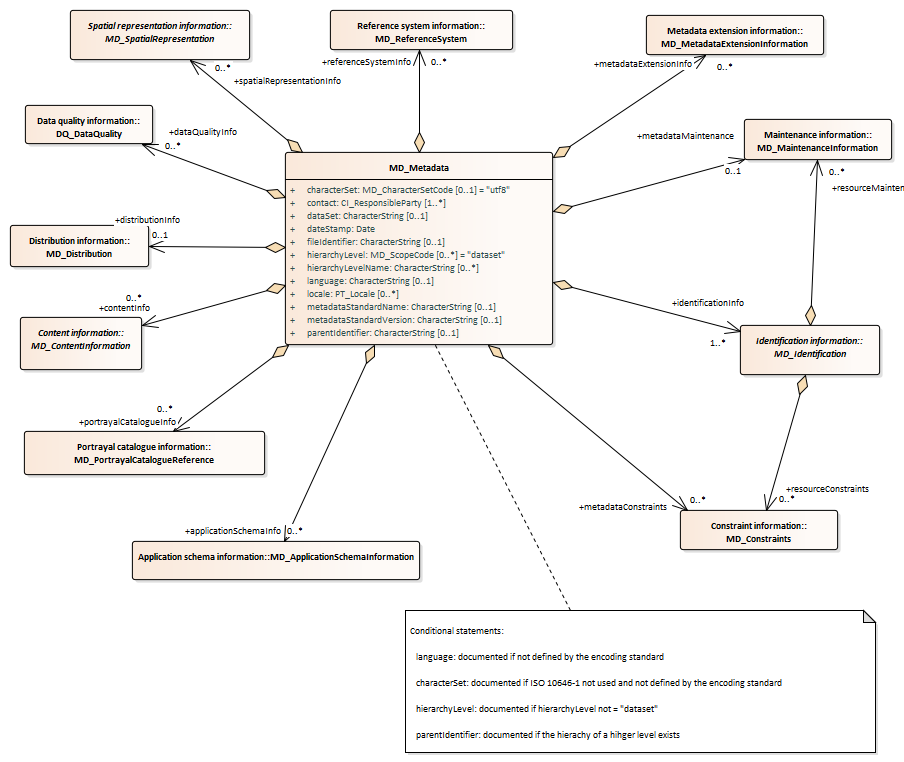 Spatial representation information::
MD_SpatialRepresentation
Reference system information::
MD_ReferenceSystem
Metadata extension information::
MD_MetadataExtensionInformation
+referenceSystemInfo
0..*
+metadataExtensionInfo
0..*
0..*
+spatialRepresentationInfo
Data quality information::
DQ_DataQuality
+dataQualityInfo
0..*
+metadataMaintenance
0..1
Maintenance information::
MD_MaintenanceInformation
0..*
+resourceMainten
MD_Metadata
+ characterSet: MD_CharacterSetCode [0..1] = "utf8"
+ contact: CI_ResponsibleParty [1..*]
+ dataSet: CharacterString [0..1]
+ dateStamp: Date
+ fileIdentifier: CharacterString [0..1]
+ hierarchyLevel: MD_ScopeCode [0..*] = "dataset"
+ hierarchyLevelName: CharacterString [0..*]
+ language: CharacterString [0..1]
+ locale: PT_Locale [0..*]
+ metadataStandardName: CharacterString [0..1]
+ metadataStandardVersion: CharacterString [0..1]
+ parentIdentifier: CharacterString [0..1]
+distributionInfo
0..1
Distribution information::
MD_Distribution
0..*
+contentInfo
Content information::
MD_ContentInformation
+identificationInfo
1..*
Identification information::
MD_Identification
0..*
+portrayalCatalogueInfo
Portrayal catalogue information::
MD_PortrayalCatalogueReference
+resourceConstraints
0..*
0..*
+metadataConstraints
Constraint information::
MD_Constraints
+applicationSchemaInfo
0..*
Application schema information::MD_ApplicationSchemaInformation
Conditional statements:
language: documented if not defined by the encoding standard
characterSet: documented if ISO 10646-1 not used and not defined by the encoding standard
hierarchyLevel: documented if hierarchyLevel not = "dataset"
parentIdentifier: documented if the hierachy of a hihger level exists